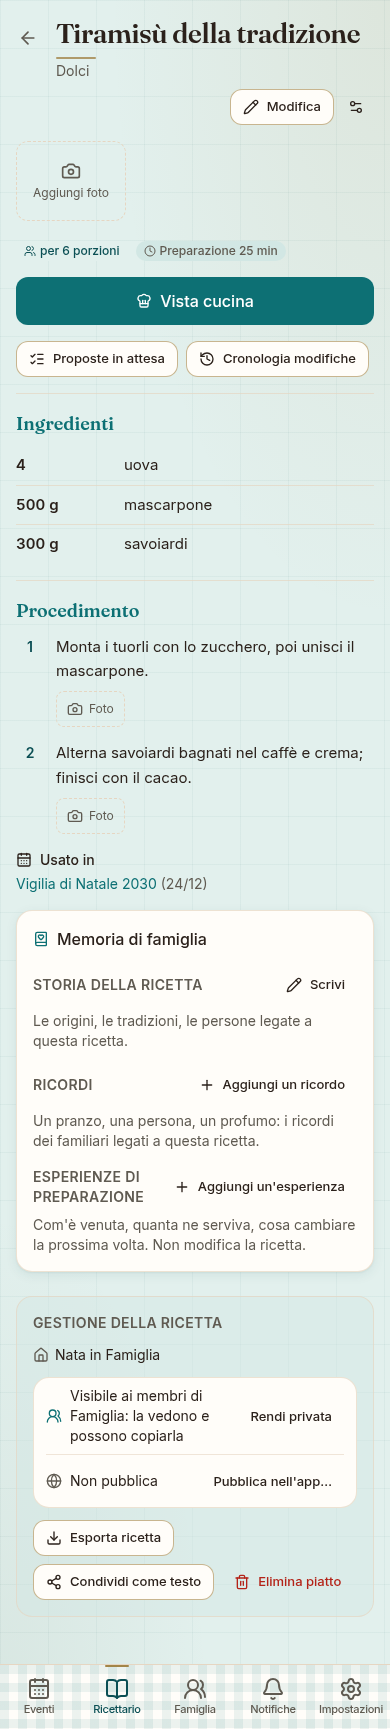 Tiramisù della tradizione
Dolci
Modifica
Aggiungi foto
per 6 porzioni
Preparazione 25 min
Vista cucina
Proposte in attesa
Cronologia modifiche
Ingredienti
4 uova
500 g mascarpone
300 g savoiardi
Procedimento
1 Monta i tuorli con lo zucchero, poi unisci il
mascarpone.
Foto
2 Alterna savoiardi bagnati nel caffè e crema;
finisci con il cacao.
Foto
Usato in
Vigilia di Natale 2030 (24/12)
Memoria di famiglia
STORIA DELLA RICETTA
Scrivi
Le origini, le tradizioni, le persone legate a
questa ricetta.
RICORDI
Aggiungi un ricordo
Un pranzo, una persona, un profumo: i ricordi
dei familiari legati a questa ricetta.
ESPERIENZE DI
PREPARAZIONE
Aggiungi un'esperienza
Com'è venuta, quanta ne serviva, cosa cambiare
la prossima volta. Non modifica la ricetta.
GESTIONE DELLA RICETTA
Nata in Famiglia
Visibile ai membri di
Famiglia: la vedono e
possono copiarla
Rendi privata
Non pubblica
Pubblica nell'app...
Esporta ricetta
Condividi come testo
Elimina piatto
Eventi
Ricettario
Famiglia
Notifiche
Impostazioni